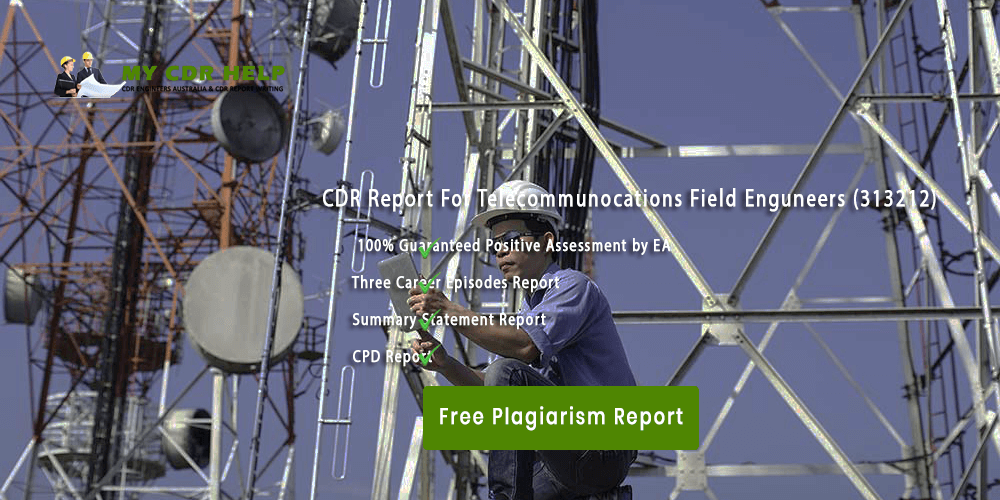 MY CDR HELP
CDR ENGINEERS AUSTRALIA & CDR REPORT WRITING
CDR Report For Telecommunocations Field Enguneers (313212)
100% Guaranteed Positive Assessment by EA
Three Career Episodes Report
Summary Statement Report
CPD Report
Free Plagiarism Report